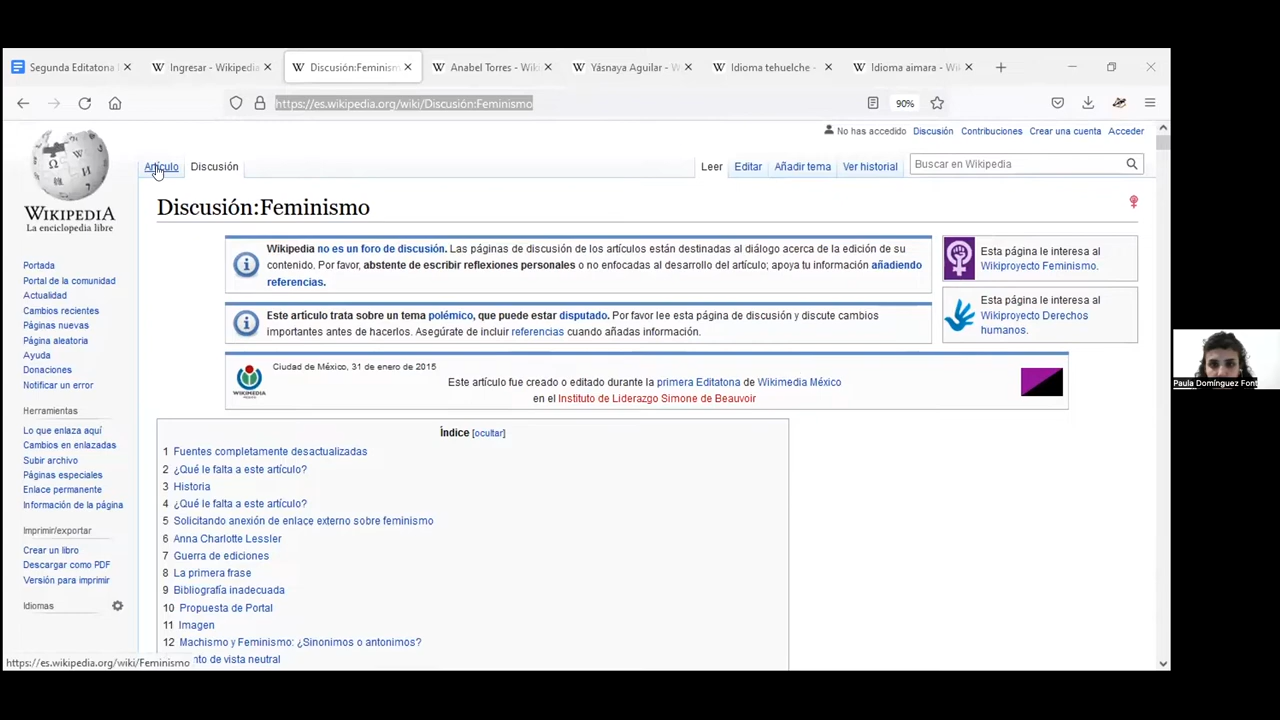 Segunda Editatona
Ingresar - Wikipedia
Discusión:Feminism
Anabel Torres - Wik
Yásnaya Aguilar - W
Idioma tehuelche -
Idioma aimara - Wik
https://es.wikipedia.org/wiki/Discusión:Feminismo
90%
No has accedido Discusión Contribuciones Crear una cuenta Acceder
Artículo Discusión Leer Editar Añadir tema Ver historial Buscar en Wikipedia
WIKIPEDIA
La enciclopedia libre
Portada
Portal de la comunidad
Actualidad
Cambios recientes
Páginas nuevas
Página aleatoria
Ayuda
Donaciones
Notificar un error
Herramientas
Lo que enlaza aquí
Cambios en enlazadas
Subir archivo
Páginas especiales
Enlace permanente
Información de la página
Imprimir/exportar
Crear un libro
Descargar como PDF
Versión para imprimir
Idiomas
Discusión:Feminismo
Wikipedia no es un foro de discusión. Las páginas de discusión de los artículos están destinadas al diálogo acerca de la edición de su
contenido. Por favor, abstente de escribir reflexiones personales o no enfocadas al desarrollo del artículo; apoya tu información añadiendo
referencias.
Esta página le interesa al
Wikiproyecto Feminismo.
Este artículo trata sobre un tema polémico, que puede estar disputado. Por favor lee esta página de discusión y discute cambios
importantes antes de hacerlos. Asegúrate de incluir referencias cuando añadas información.
Esta página le interesa al
Wikiproyecto Derechos
humanos.
WIKIMEDIA
Ciudad de México, 31 de enero de 2015
Este artículo fue creado o editado durante la primera Editatona de Wikimedia México
en el Instituto de Liderazgo Simone de Beauvoir
Índice [ocultar]
1 Fuentes completamente desactualizadas
2 ¿Qué le falta a este artículo?
3 Historia
4 ¿Qué le falta a este artículo?
5 Solicitando anexión de enlace externo sobre feminismo
6 Anna Charlotte Lessler
7 Guerra de ediciones
8 La primera frase
9 Bibliografía inadecuada
10 Propuesta de Portal
11 Imagen
12 Machismo y Feminismo: ¿Sinonimos o antonimos?
nto de vista neutral
https://es.wikipedia.org/wiki/Feminismo
Paula Domínguez Font